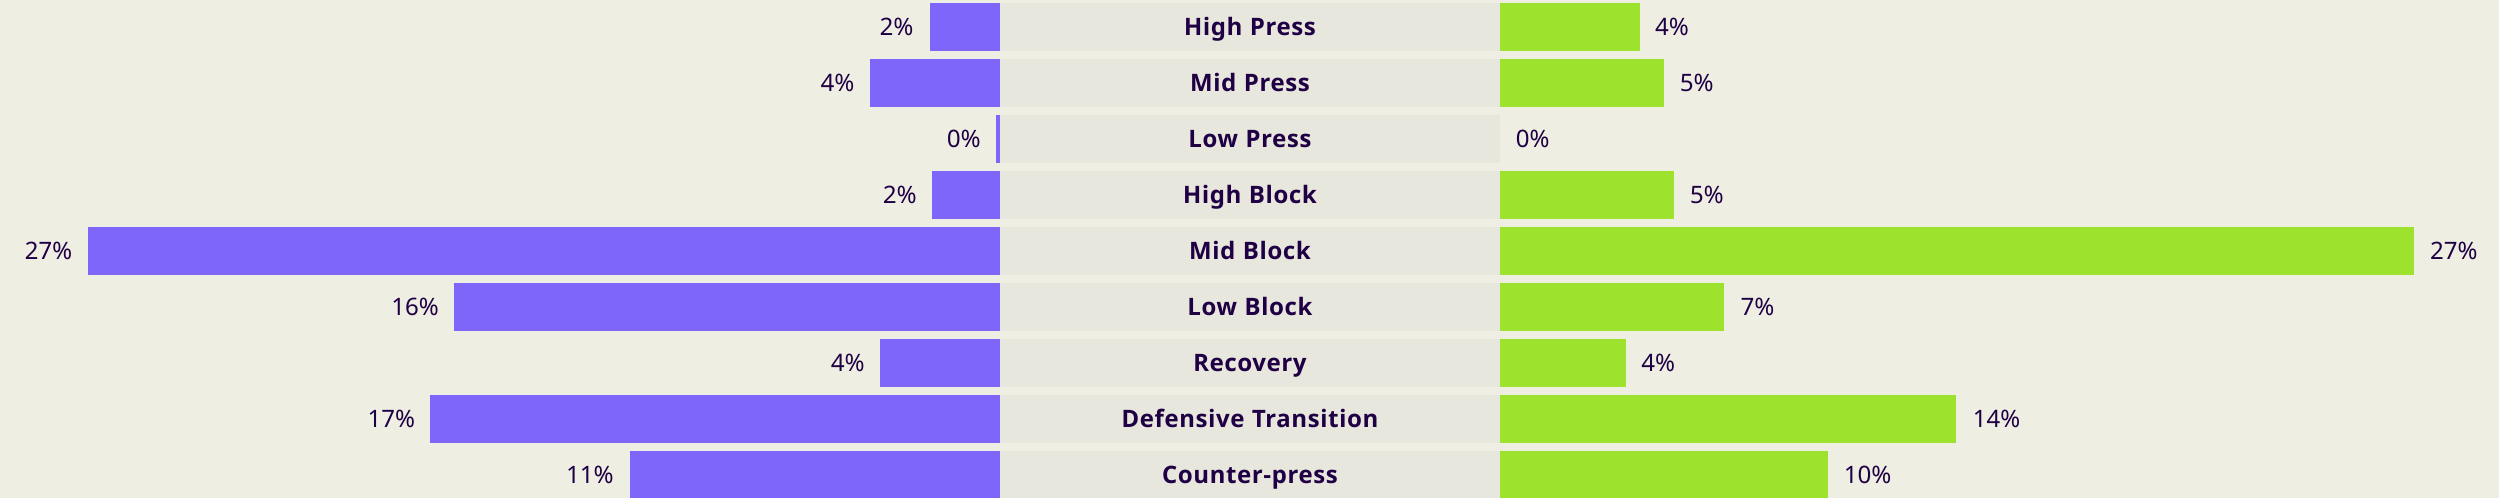 2% High Press 4%
4% Mid Press 5%
0% Low Press 0%
2% High Block 5%
27% Mid Block 27%
16% Low Block 7%
4% Recovery 4%
17% Defensive Transition 14%
11% Counter-press 10%